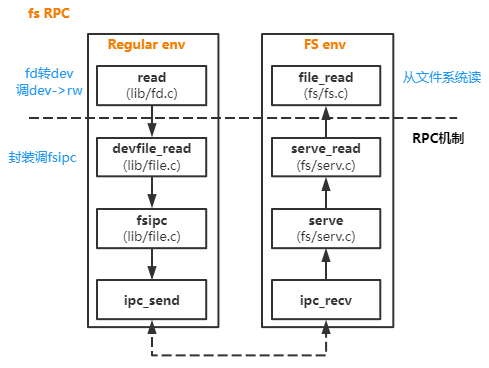 fs RPC
Regular env
FS env
fd转dev
调dev->rw
read
(lib/fd.c)
file_read
(fs/fs.c)
从文件系统读
RPC机制
封装调fsipc
devfile_read
(lib/file.c)
serve_read
(fs/serv.c)
fsipc
(lib/file.c)
serve
(fs/serv.c)
ipc_send
ipc_recv